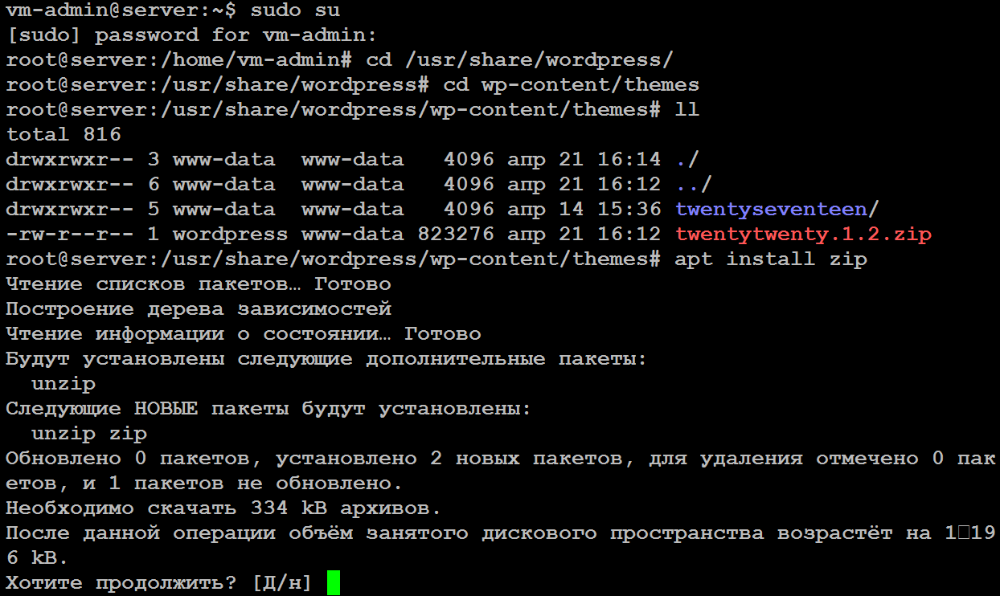 vm-admin@server:~$ sudo su
[sudo] password for vm-admin:
root@server:/home/vm-admin# cd /usr/share/wordpress/
root@server:/usr/share/wordpress# cd wp-content/themes
root@server:/usr/share/wordpress/wp-content/themes# ll
total 816
drwxrwxr-- 3 www-data  www-data   4096 апр 21 16:14 ./
drwxrwxr-- 6 www-data  www-data   4096 апр 21 16:12 ../
drwxrwxr-- 5 www-data  www-data   4096 апр 14 15:36 twentyseventeen/
-rw-r--r-- 1 wordpress www-data 823276 апр 21 16:12 twentytwenty.1.2.zip
root@server:/usr/share/wordpress/wp-content/themes# apt install zip
Чтение списков пакетов… Готово
Построение дерева зависимостей
Чтение информации о состоянии… Готово
Будут установлены следующие дополнительные пакеты:
  unzip
Следующие НОВЫЕ пакеты будут установлены:
  unzip zip
Обновлено 0 пакетов, установлено 2 новых пакетов, для удаления отмечено 0 пак
етов, и 1 пакетов не обновлено.
Необходимо скачать 334 kB архивов.
После данной операции объём занятого дискового пространства возрастёт на 1□19
6 kB.
Хотите продолжить? [Д/н]